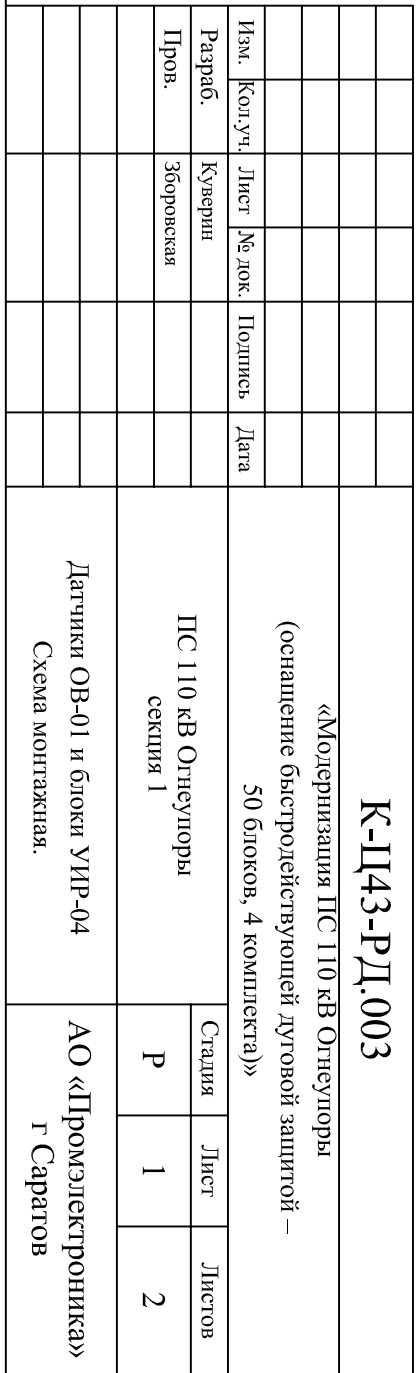 К-Ц43-РД.003
«Модернизация ПС 110 кВ Огнеупоры
(оснащение быстродействующей дуговой защитой –
50 блоков, 4 комплекта)»
Изм. Кол.уч. Лист № док. Подпись Дата
Разраб. Куверин
Пров. Зборовская
ПС 110 кВ Огнеупоры
секция 1
Стадия Лист Листов
Р 1 2
Датчики ОВ-01 и блоки УИР-04
Схема монтажная.
АО «Промэлектроника»
г Саратов